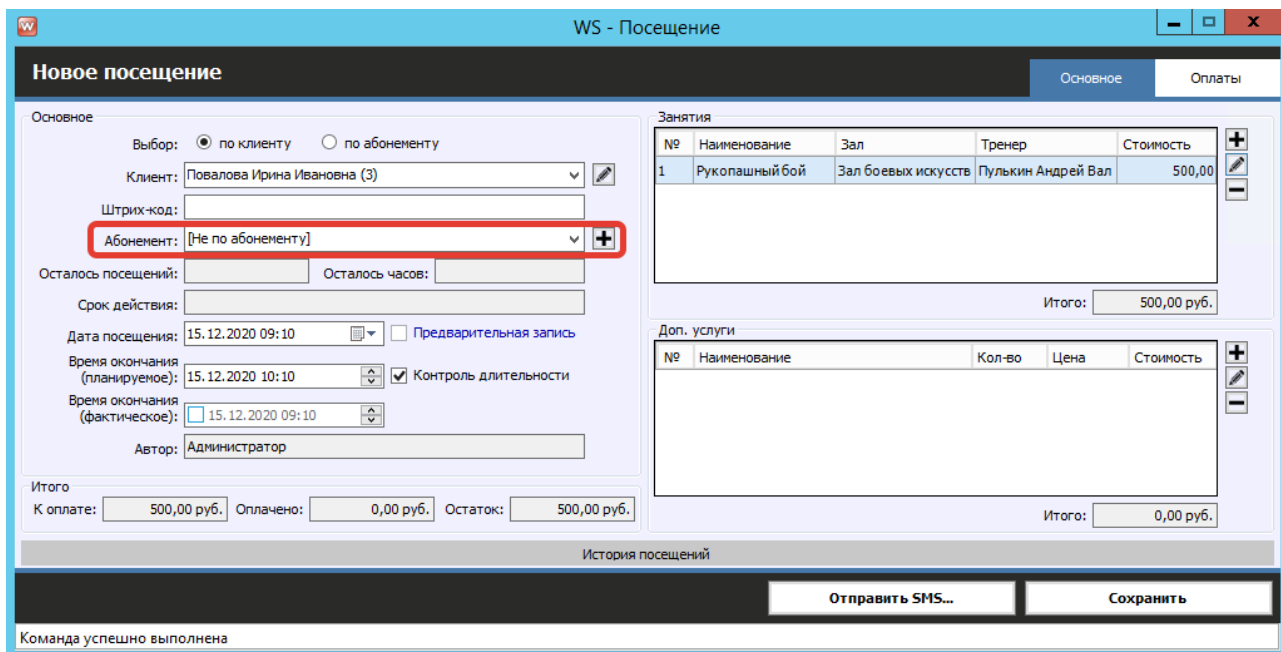 WS - Посещение
Новое посещение
Основное
Оплаты
Основное
Выбор: по клиенту по абонементу
Клиент: Повалова Ирина Ивановна (3)
Штрих-код:
Абонемент: [Не по абонементу]
Осталось посещений: Осталось часов:
Срок действия:
Дата посещения: 15.12.2020 09:10 Предварительная запись
Время окончания
(планируемое): 15.12.2020 10:10 Контроль длительности
Время окончания
(фактическое): 15.12.2020 09:10
Автор: Администратор
Итого
К оплате: 500,00 руб. Оплачено: 0,00 руб. Остаток: 500,00 руб.
Занятия
№ Наименование Зал Тренер Стоимость
1 Рукопашный бой Зал боевых искусств Пулькин Андрей Вал 500,00
Итого: 500,00 руб.
Доп. услуги
№ Наименование Кол-во Цена Стоимость
Итого: 0,00 руб.
История посещений
Отправить SMS...
Сохранить
Команда успешно выполнена